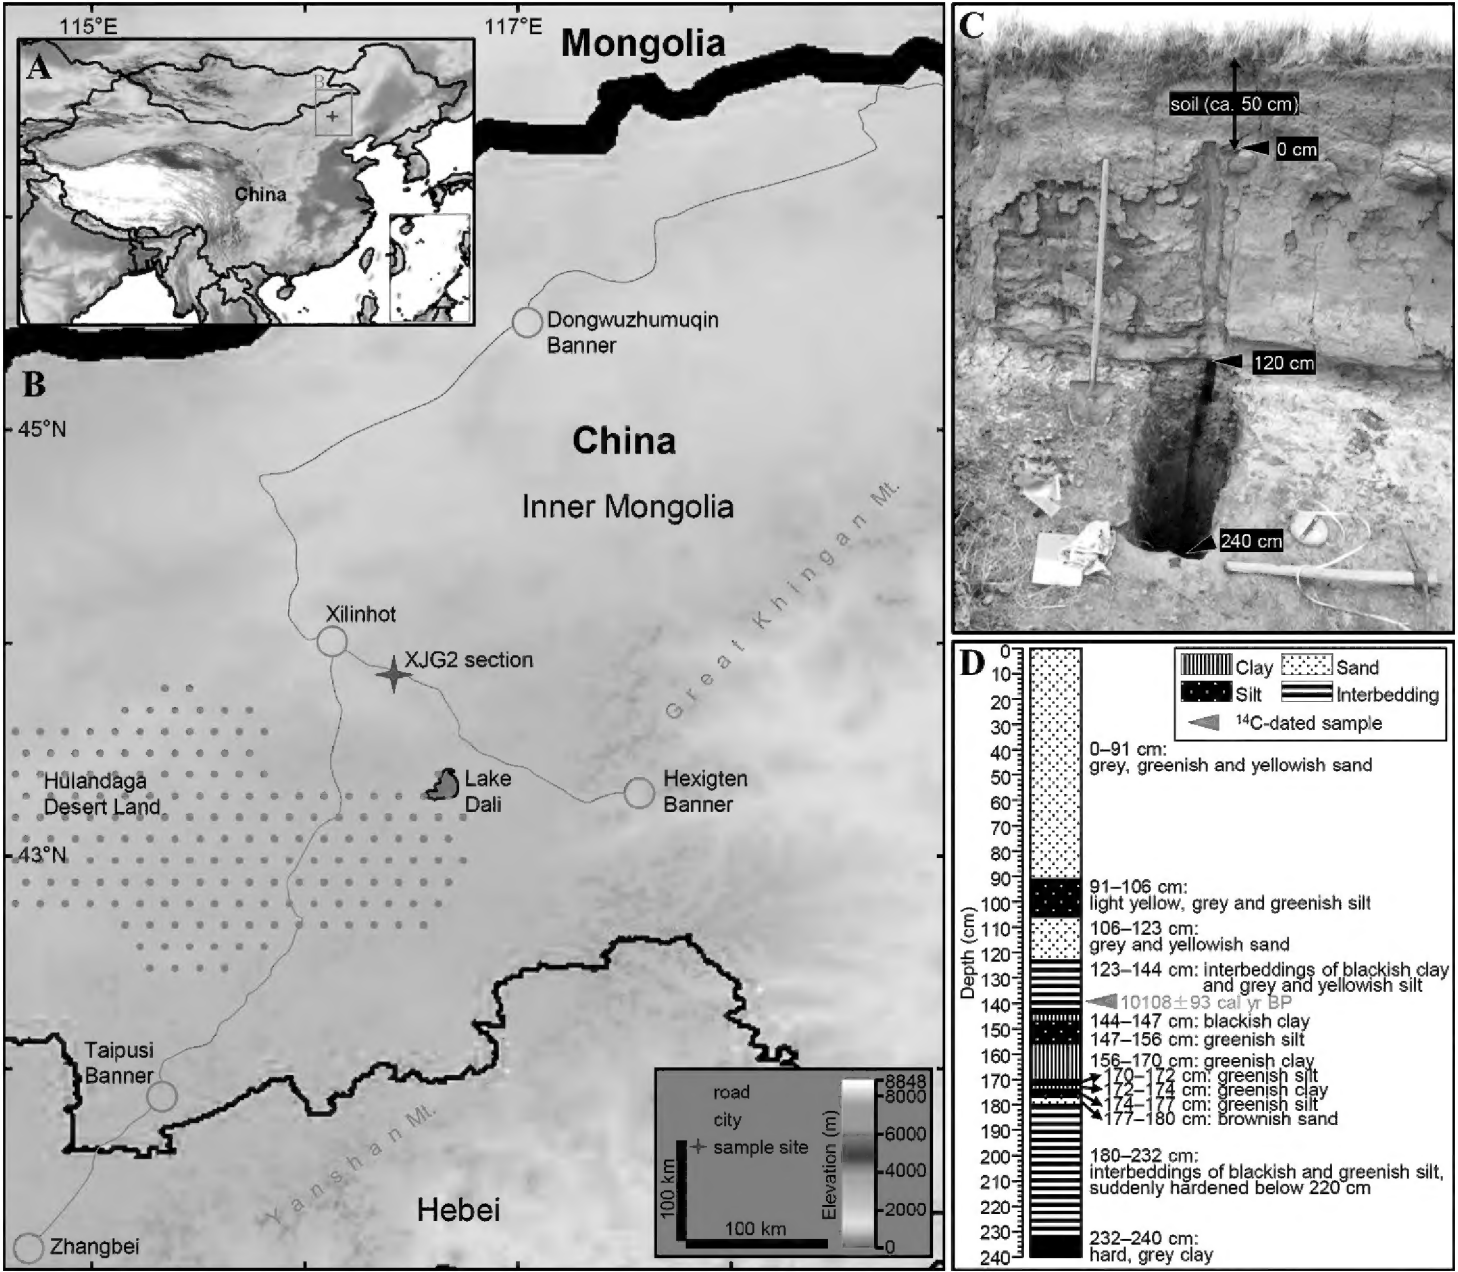 115°E
117°E
Mongolia
A
B
China
Dongwuzhumuqin
Banner
B
45°N
China
Inner Mongolia
Great Khingan Mt.
Xilinhot
XJG2 section
Hulandaga
Desert Land
Lake
Dali
Hexigten
Banner
43°N
Taipusi
Banner
Yanshan Mt.
Hebei
Zhangbei
road
city
sample site
100 km
100 km
Elevation (m)
8848
8000
6000
4000
2000
0
C
soil (ca. 50 cm)
0 cm
120 cm
240 cm
D
Clay
Sand
Silt
Interbedding
14C-dated sample
Depth (cm)
0
10
20
30
40
50
60
70
80
90
100
110
120
130
140
150
160
170
180
190
200
210
220
230
240
0–91 cm:
grey, greenish and yellowish sand
91–106 cm:
light yellow, grey and greenish silt
106–123 cm:
grey and yellowish sand
123–144 cm: interbeddings of blackish clay
and grey and yellowish silt
10108±93 cal yr BP
144–147 cm: blackish clay
147–156 cm: greenish silt
156–170 cm: greenish clay
170–172 cm: greenish silt
172–174 cm: greenish clay
174–177 cm: greenish silt
177–180 cm: brownish sand
180–232 cm:
interbeddings of blackish and greenish silt,
suddenly hardened below 220 cm
232–240 cm:
hard, grey clay